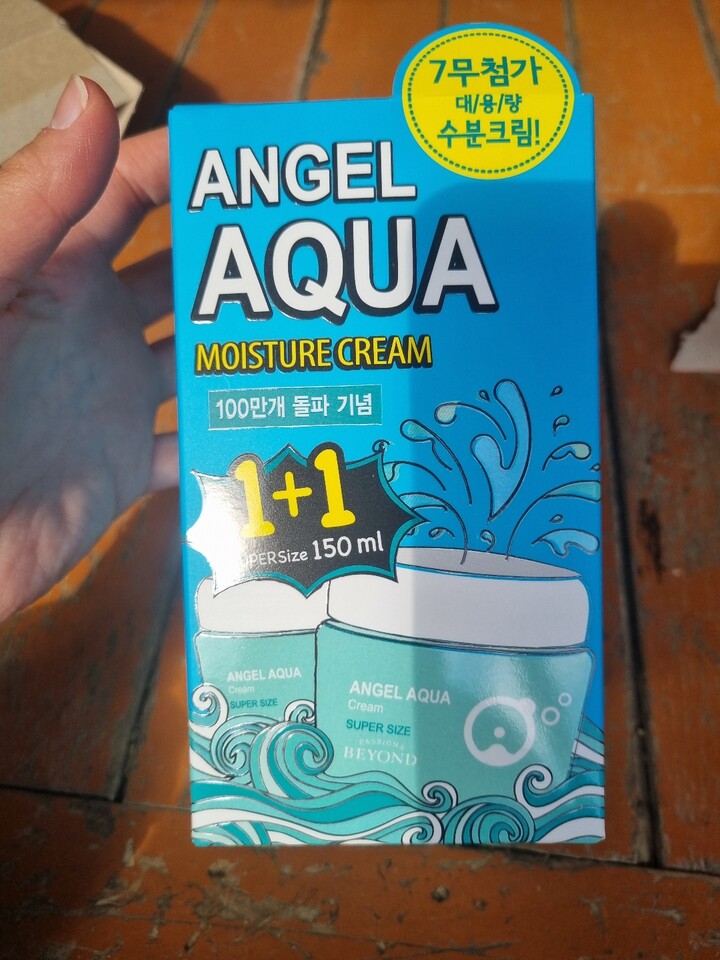 7무첨가
대/용/량
수분크림!
ANGEL
AQUA
MOISTURE CREAM
100만개 돌파 기념
1+1
SUPERSize 150 ml
ANGEL AQUA
Cream
SUPER SIZE
ANGEL AQUA
Cream
SUPER SIZE
BEYOND